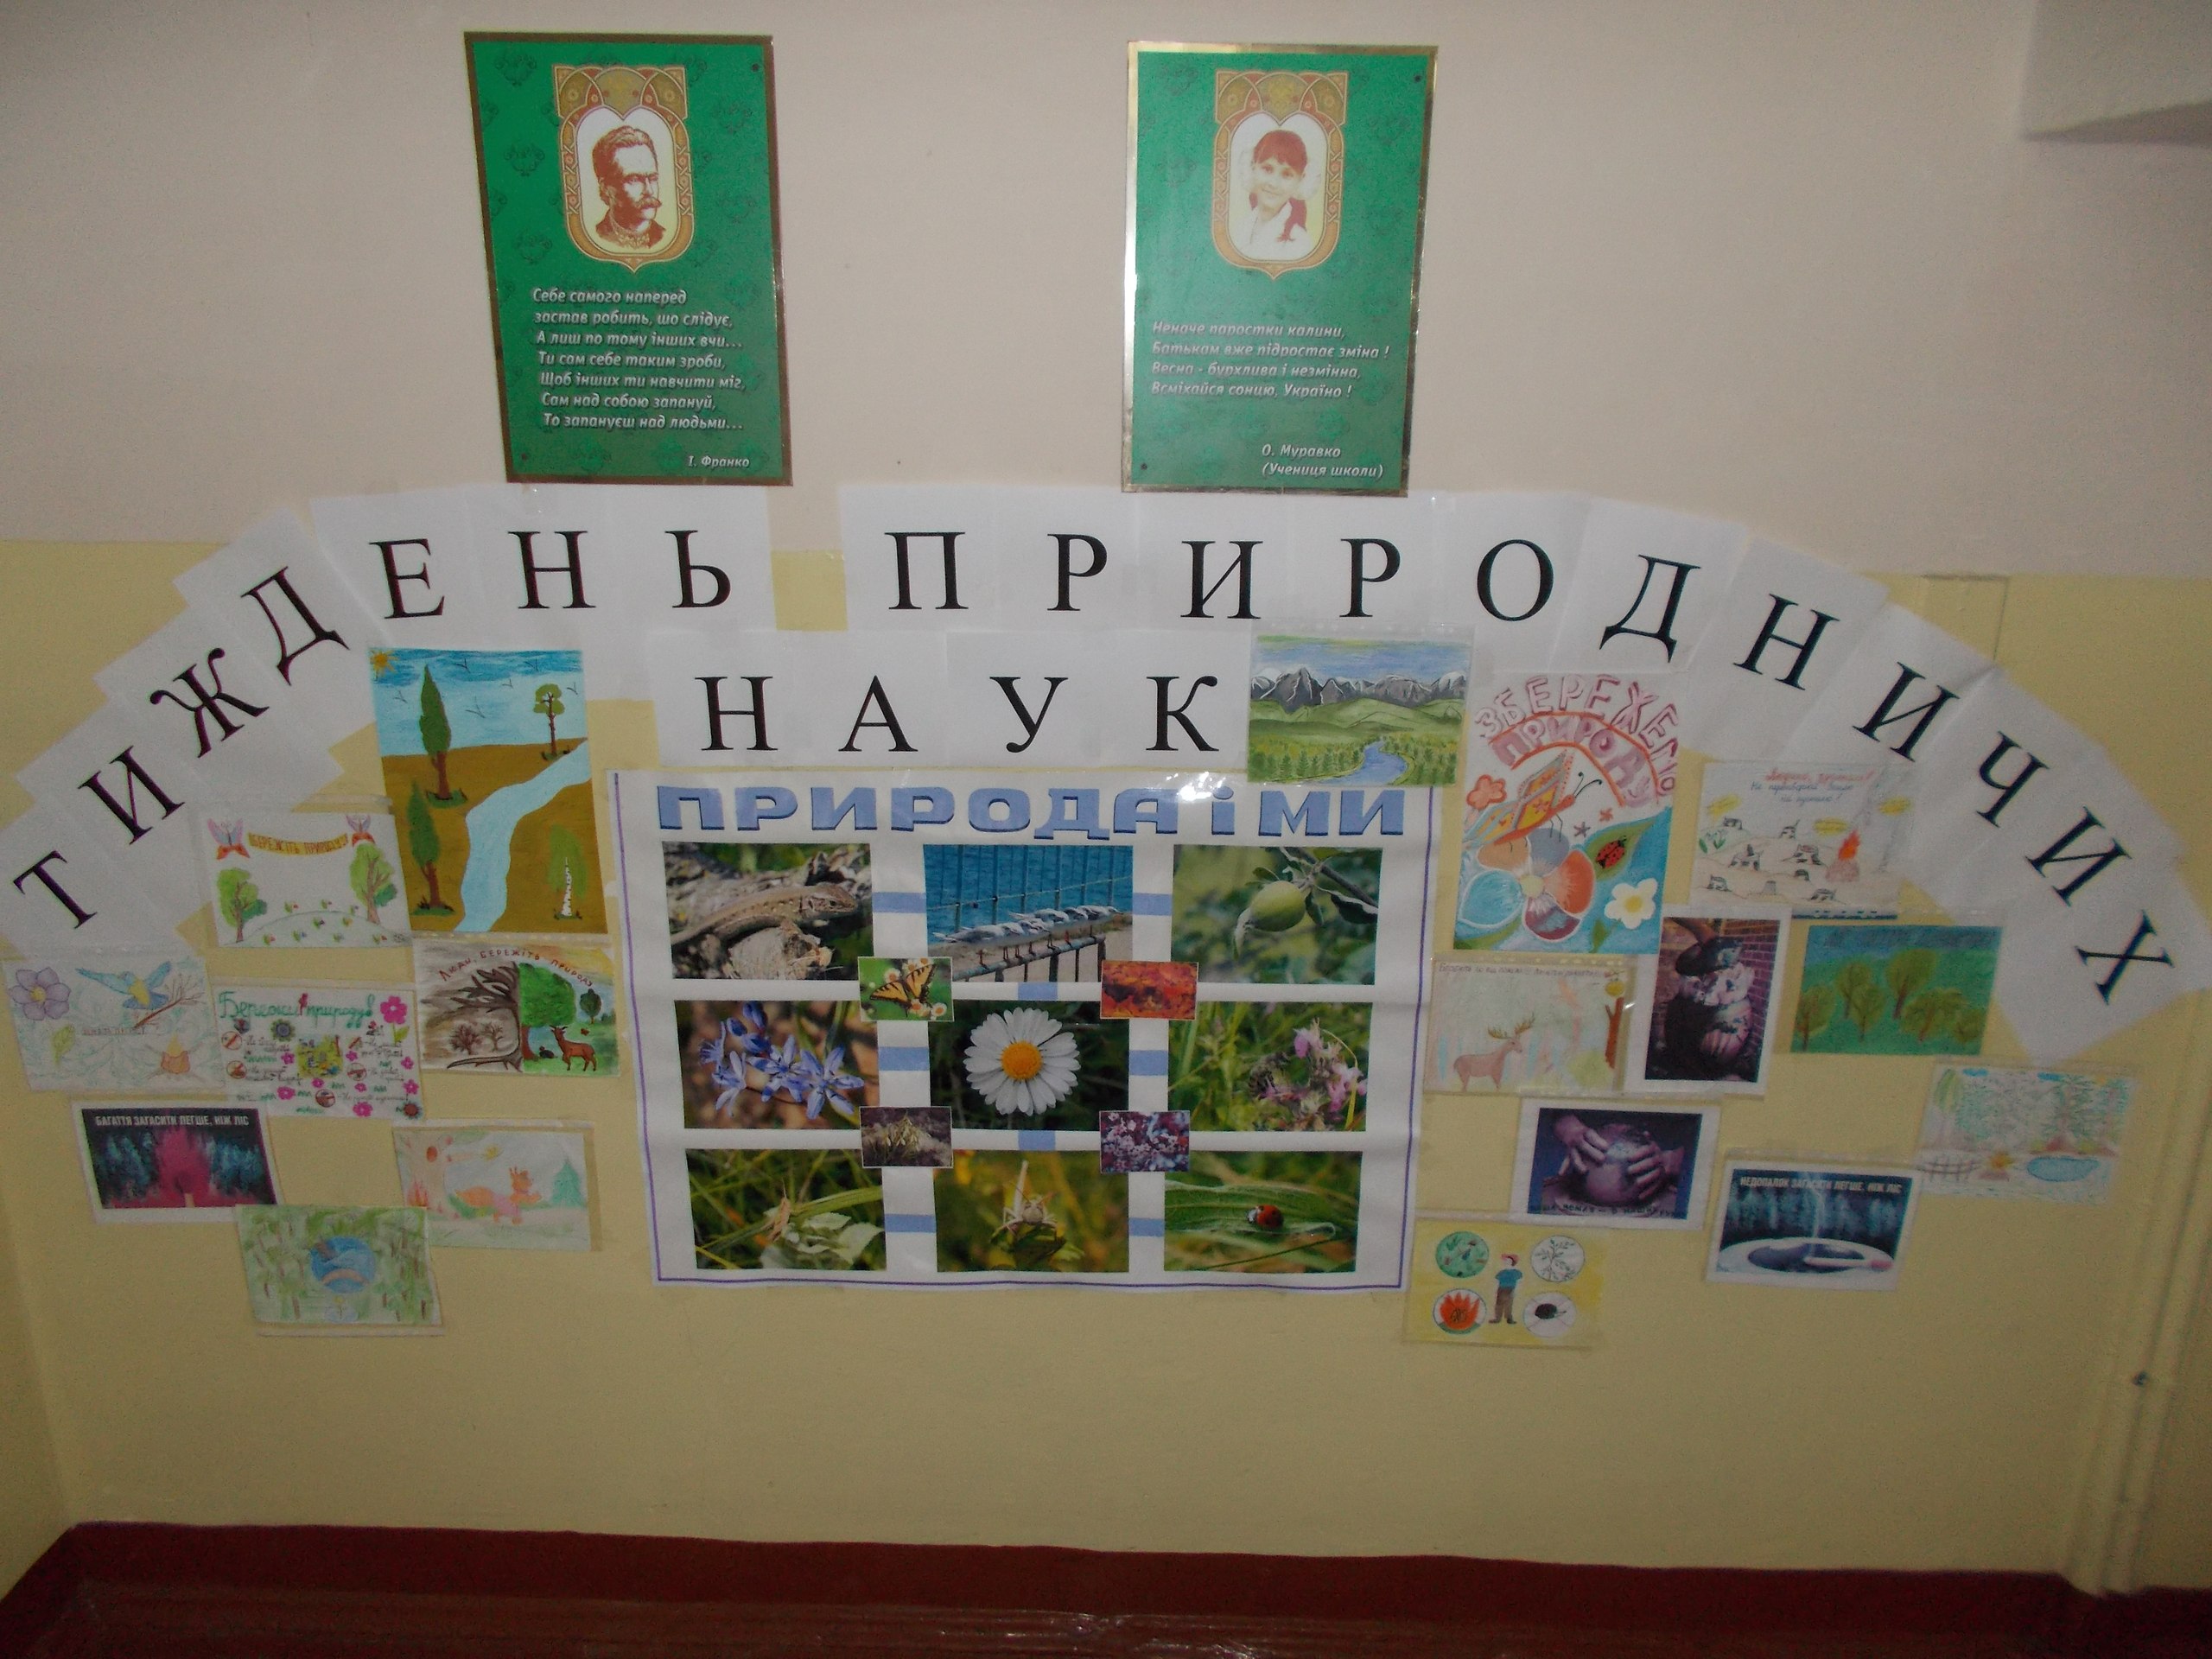 Себе самого наперед
застав робить, шо слідує,
А лиш по тому інших вчи...
Ти сам себе таким зроби,
Щоб інших ти навчити міг,
Сам над собою запануй,
То запануєш над людьми...
І. Франко
Неначе паростки калини,
Батькам вже підростає зміна !
Весна - бурхлива і незмінна,
Всміхайся сонцю, Україно !
О. Муравко
(Учениця школи)
ТИЖДЕНЬ ПРИРОДНИЧИХ
НАУК
ПРИРОДА І МИ
ЗБЕРЕЖЕМО
ПРИРОДУ
БЕРЕЖІТЬ ПРИРОДУ
ЛЮДИ, БЕРЕЖІТЬ ПРИРОДУ
Бережи природу!
БАГАТТЯ ЗАГАСИТИ ЛЕГШЕ, НІЖ ЛІС
НЕДОПАЛОК ЗАГАСИТИ ЛЕГШЕ, НІЖ ЛІС